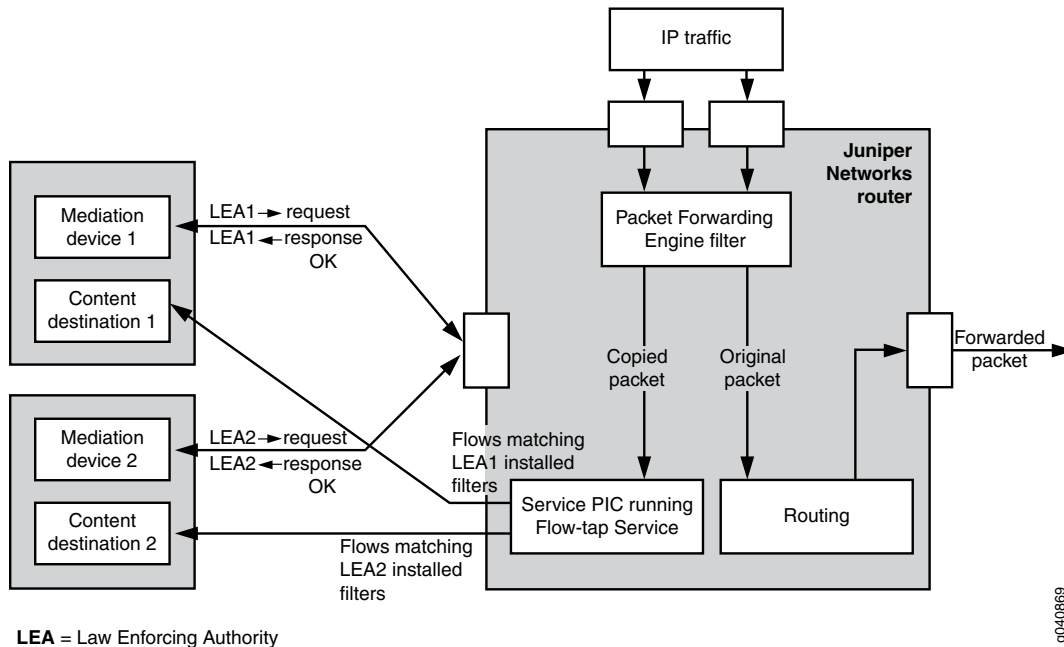 IP traffic
Juniper
Networks
router
Packet Forwarding
Engine filter
Mediation
device 1
LEA1 → request
LEA1 ← response
OK
Content
destination 1
Copied
packet
Original
packet
Forwarded
packet
Mediation
device 2
LEA2 → request
LEA2 ← response
OK
Flows matching
LEA1 installed
filters
Service PIC running
Flow-tap Service
Routing
Content
destination 2
Flows matching
LEA2 installed
filters
LEA = Law Enforcing Authority
g040869